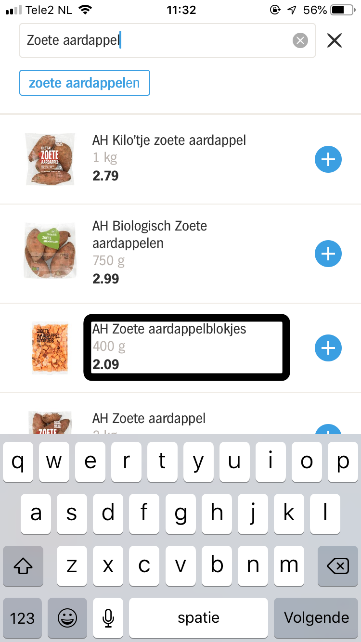 Tele2 NL 11:32 56%
Zoete aardappel
zoete aardappelen
AH Kilo'tje zoete aardappel
1 kg
2.79
AH Biologisch Zoete
aardappelen
750 g
2.99
AH Zoete aardappelblokjes
400 g
2.09
AH Zoete aardappel
q w e r t y u i o p
a s d f g h j k l
z x c v b n m
123 spatie Volgende